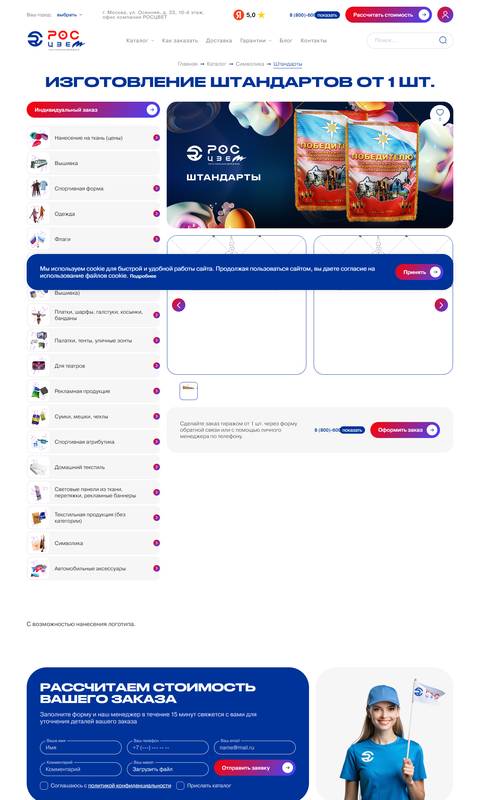 Ваш город: выбрать
г. Москва, ул. Осенняя, д. 23, 10-й этаж,
офис компании РОСЦВЕТ
Я 5,0
8 (800)-600 показать
Рассчитать стоимость
РОС
ЦВЕТ
Каталог Как заказать Доставка Гарантии Блог Контакты
Поиск...
Главная → Каталог → Символика → Штандарты
ИЗГОТОВЛЕНИЕ ШТАНДАРТОВ ОТ 1 ШТ.
Индивидуальный заказ
Нанесение на ткань (цены)
Вышивка
Спортивная форма
Одежда
Флаги
РОС
ЦВЕТ
ШТАНДАРТЫ
ПОБЕДИТЕЛЮ
ПОБЕДИТЕЛЮ
0
Мы используем cookie для быстрой и удобной работы сайта. Продолжая пользоваться сайтом, вы даете согласие на
использование файлов cookie. Подробнее
Принять
Вышивка)
Платки, шарфы, галстуки, косынки,
банданы
Палатки, тенты, уличные зонты
Для театров
Рекламная продукция
Сумки, мешки, чехлы
Спортивная атрибутика
Домашний текстиль
Световые панели из ткани,
перетяжки, рекламные баннеры
Текстильная продукция (без
категории)
Символика
Автомобильные аксессуары
Сделайте заказ тиражом от 1 шт. через форму
обратной связи или с помощью личного
менеджера по телефону.
8 (800)-600 показать
Оформить заказ
С возможностью нанесения логотипа.
РАССЧИТАЕМ СТОИМОСТЬ
ВАШЕГО ЗАКАЗА
Заполните форму и наш менеджер в течение 15 минут свяжется с вами для
уточнения деталей вашего заказа
Ваше имя
Имя
Ваш телефон
+7 (---) --- -- --
Ваш email
name@mail.ru
Комментарий
Комментарий
Ваш макет
Загрузить файл
Отправить заявку
Соглашаюсь с политикой конфиденциальности
Прислать каталог